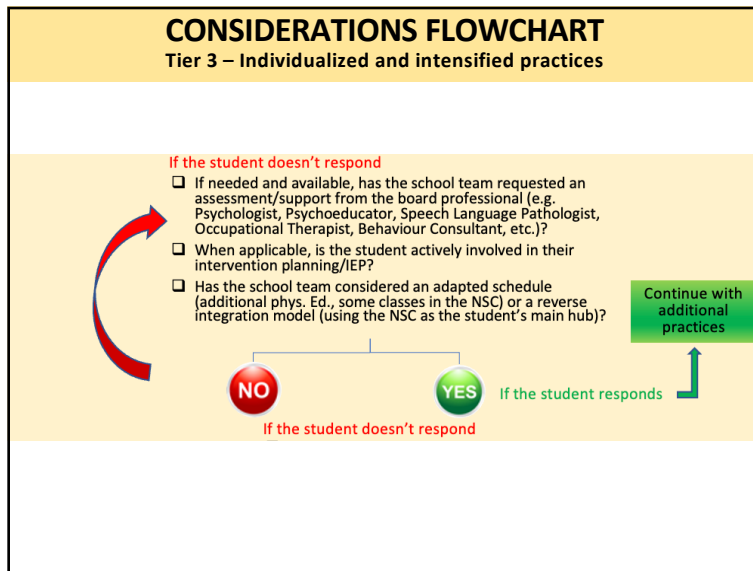 CONSIDERATIONS FLOWCHART
Tier 3 – Individualized and intensified practices
If the student doesn't respond
❑ If needed and available, has the school team requested an
assessment/support from the board professional (e.g.
Psychologist, Psychoeducator, Speech Language Pathologist,
Occupational Therapist, Behaviour Consultant, etc.)?
❑ When applicable, is the student actively involved in their
intervention planning/IEP?
❑ Has the school team considered an adapted schedule
(additional phys. Ed., some classes in the NSC) or a reverse
integration model (using the NSC as the student's main hub)?
Continue with
additional
practices
NO
YES
If the student responds
If the student doesn't respond